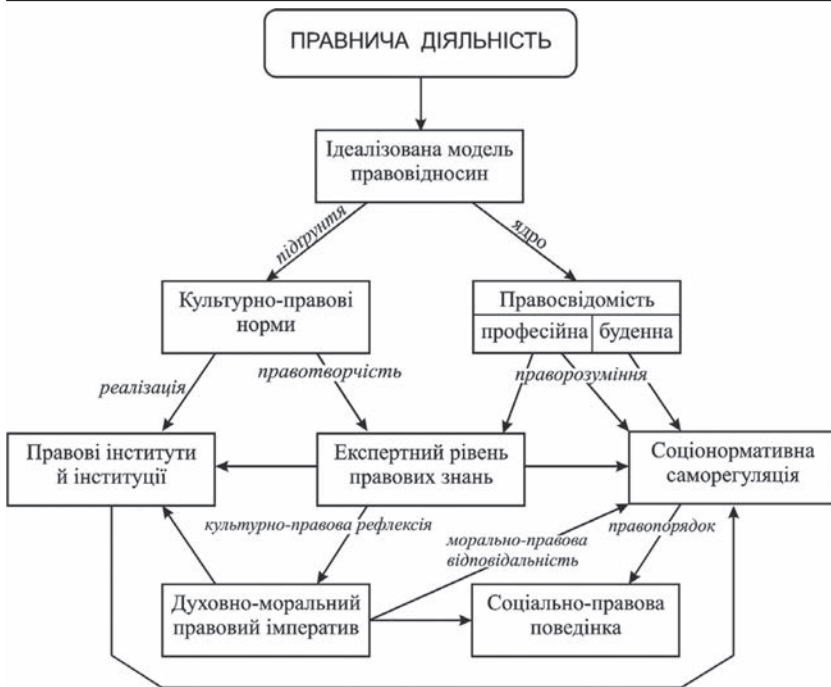 ПРАВНИЧА ДІЯЛЬНІСТЬ
Ідеалізована модель
правовідносин
підґрунтя
ядро
Культурно-правові
норми
Правосвідомість
професійна
буденна
реалізація
правотворчість
праворозуміння
Правові інститути
й інституції
Експертний рівень
правових знань
Соціонормативна
саморегуляція
культурно-правова рефлексія
морально-правова
відповідальність
правопорядок
Духовно-моральний
правовий імператив
Соціально-правова
поведінка